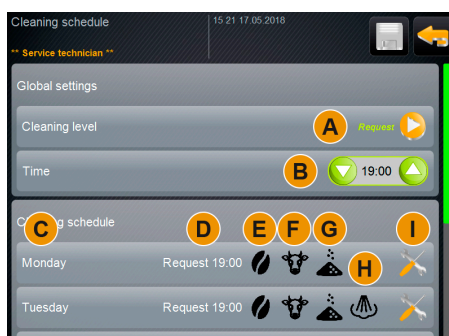 Cleaning schedule
15 21 17.05.2018
** Service technician **
Global settings
Cleaning level A Request
Time B 19:00
C D E F G I
schedule
H
Monday Request 19:00
Tuesday Request 19:00